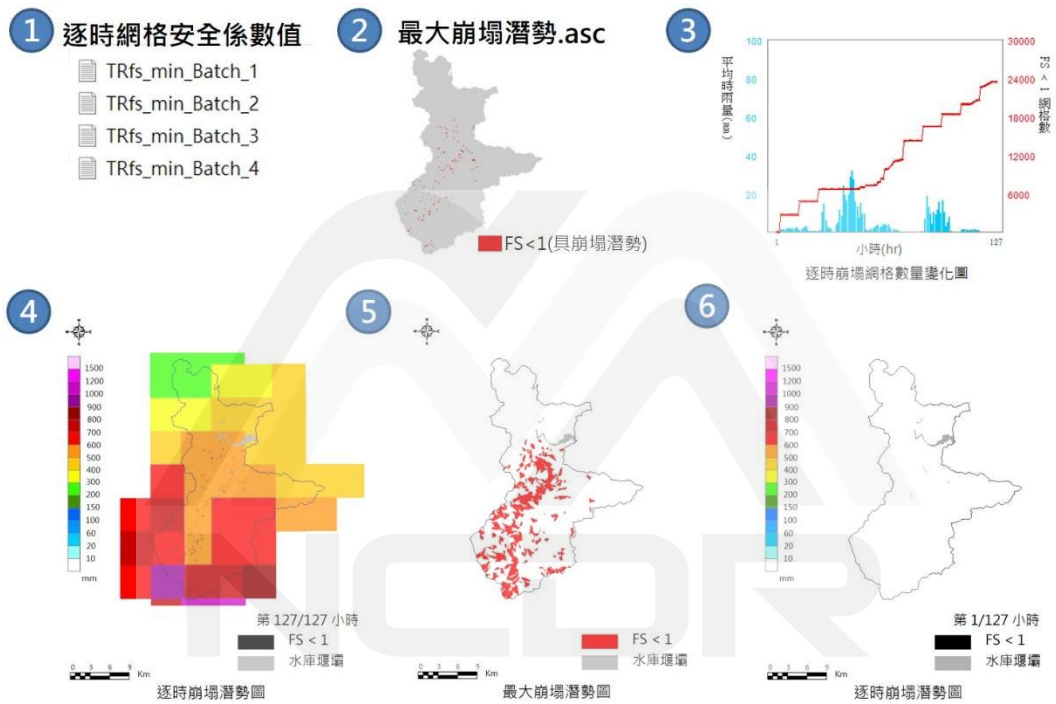 1 逐時網格安全係數值
TRfs_min_Batch_1
TRfs_min_Batch_2
TRfs_min_Batch_3
TRfs_min_Batch_4
2 最大崩塌潛勢.asc
FS<1(具崩塌潛勢)
3
100
80
60
40
20
平均時雨量(mm)
30000
24000
18000
12000
6000
FS < 1 網格數
1
127
小時(hr)
逐時崩塌網格數量變化圖
4
1500
1200
1000
900
800
700
600
500
400
300
200
150
100
60
20
10
mm
第 127/127 小時
FS < 1
水庫堰壩
0 3 6 9
Km
逐時崩塌潛勢圖
5
FS < 1
水庫堰壩
0 3 6 9
Km
最大崩塌潛勢圖
6
1500
1200
1000
900
800
700
600
500
400
300
200
150
100
60
20
10
mm
第 1/127 小時
FS < 1
水庫堰壩
0 3 6 9
Km
逐時崩塌潛勢圖
NCDR